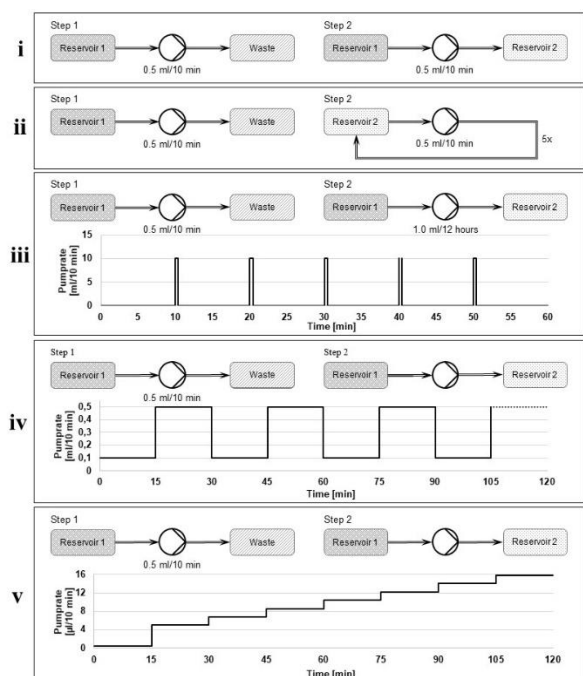 i
Step 1
Step 2
Reservoir 1
Waste
Reservoir 1
Reservoir 2
0.5 ml/10 min
0.5 ml/10 min
ii
Step 1
Step 2
Reservoir 1
Waste
Reservoir 2
5x
0.5 ml/10 min
0.5 ml/10 min
iii
Step 1
Step 2
Reservoir 1
Waste
Reservoir 1
Reservoir 2
0.5 ml/10 min
1.0 ml/12 hours
Pumprate
[ml/10 min]
15
10
5
0
0 10 10 20 30 40 50 55 60
Time [min]
iv
Step 1
Step 2
Reservoir 1
Waste
Reservoir 1
Reservoir 2
0.5 ml/10 min
Pumprate
[ml/10 min]
0,5
0,4
0,3
0,2
0,1
0,0
0 15 30 45 60 75 90 105 120
Time [min]
v
Step 1
Step 2
Reservoir 1
Waste
Reservoir 1
Reservoir 2
0.5 ml/10 min
Pumprate
[µl/10 min]
16
12
8
4
0
0 15 30 45 60 75 90 105 120
Time [min]